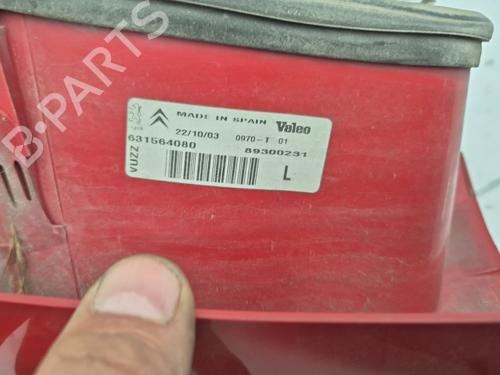 MADE IN SPAIN Valeo
22/10/03 0970-T 01
631564080 89300231
VUZZ
L
B-PARTS